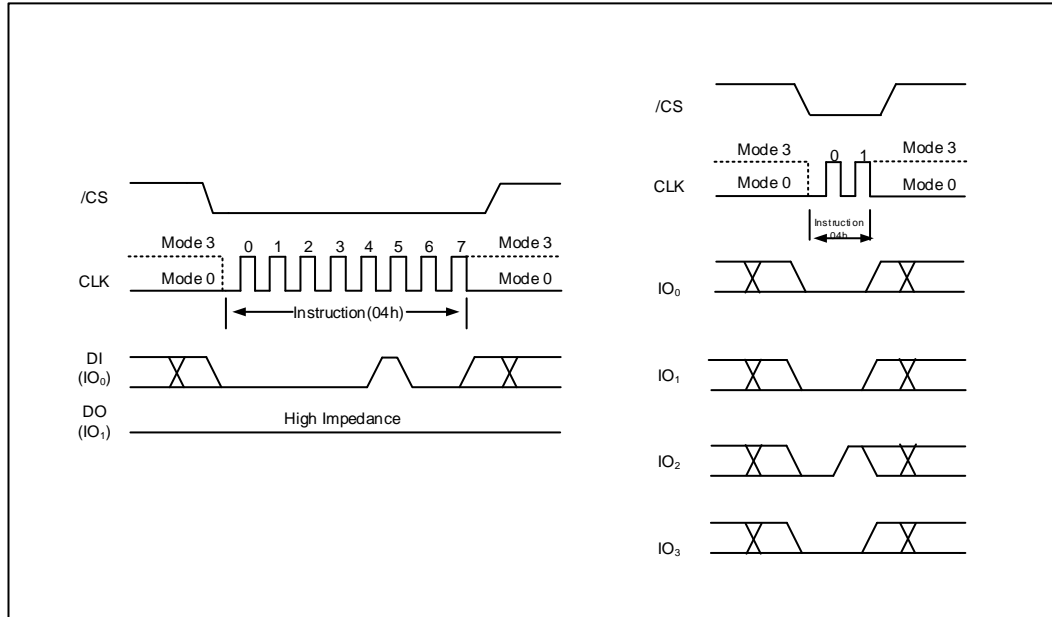 /CS
Mode 3 0 1 2 3 4 5 6 7 Mode 3
CLK Mode 0 Mode 0
Instruction(04h)
DI
(IO₀)
DO
(IO₁)
High Impedance
/CS
Mode 3 0 1 Mode 3
CLK Mode 0 Mode 0
Instruction
04h
IO₀
IO₁
IO₂
IO₃